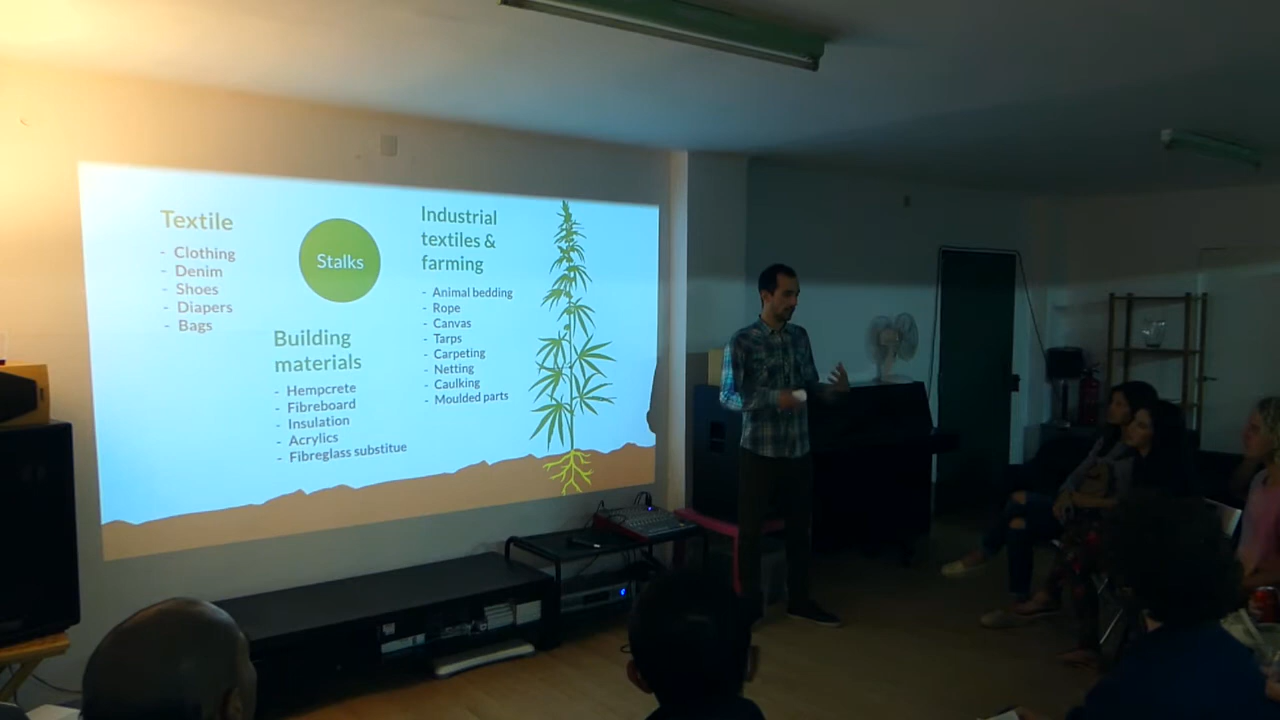 Textile
- Clothing
- Denim
- Shoes
- Diapers
- Bags
Stalks
Building
materials
- Hempcrete
- Fibreboard
- Insulation
- Acrylics
- Fibreglass substitue
Industrial
textiles &
farming
- Animal bedding
- Rope
- Canvas
- Tarps
- Carpeting
- Netting
- Caulking
- Moulded parts